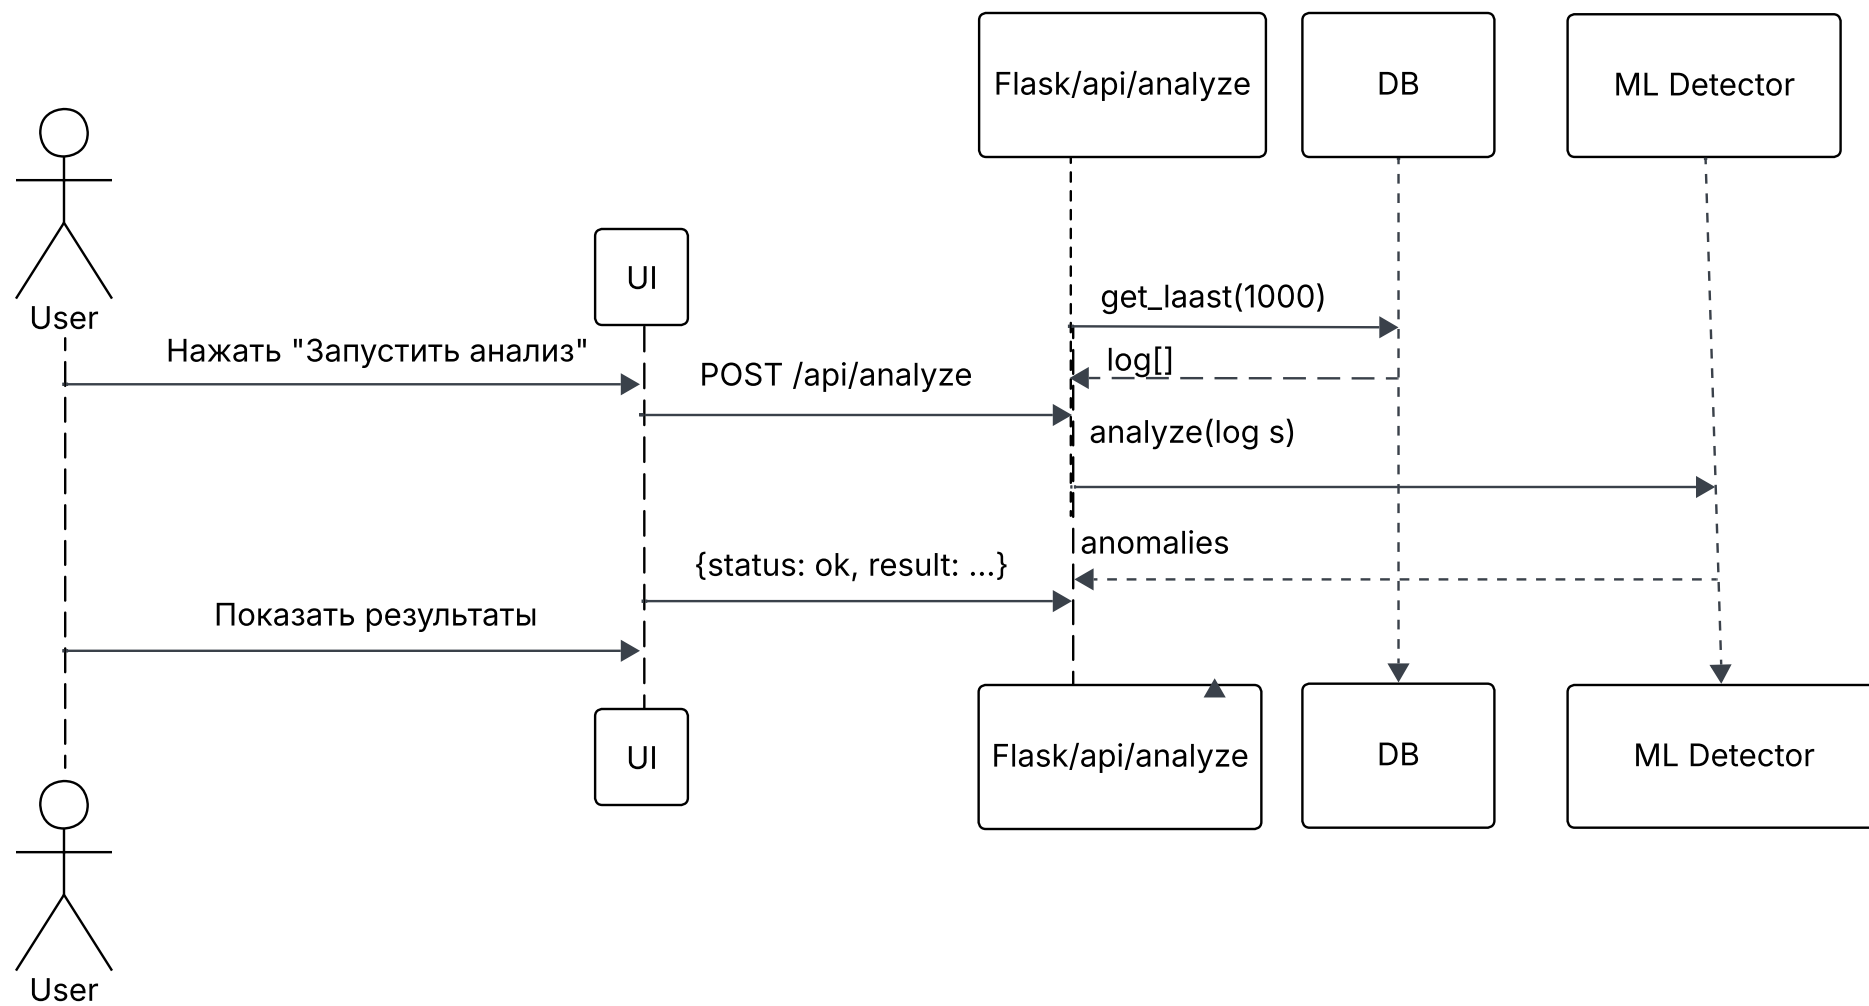 Flask/api/analyze
DB
ML Detector
UI
User
get_laast(1000)
Нажать "Запустить анализ"
log[]
POST /api/analyze
analyze(log s)
anomalies
{status: ok, result: ...}
Показать результаты
UI
Flask/api/analyze
DB
ML Detector
User